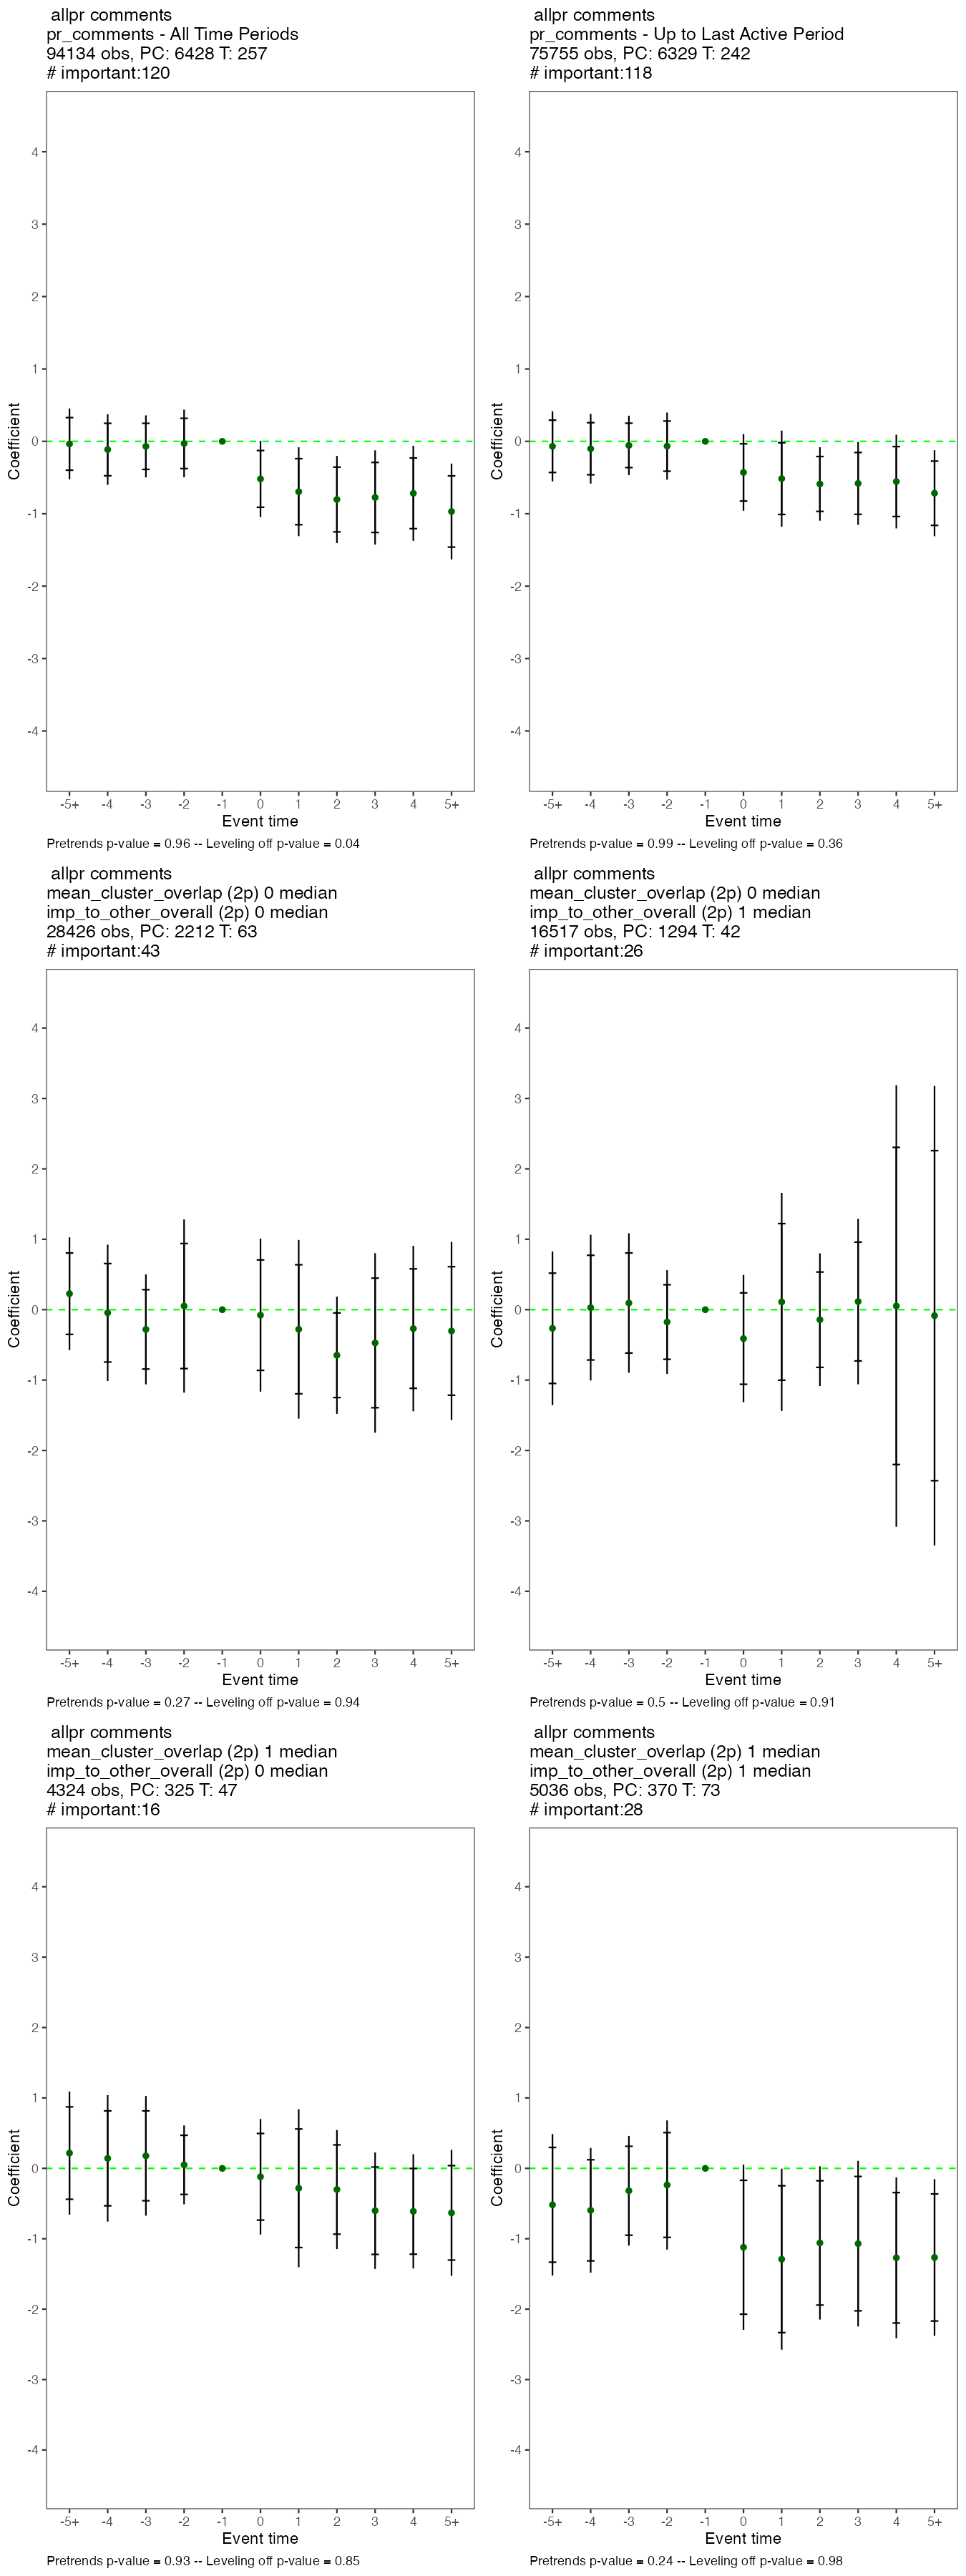 allpr comments
pr_comments - All Time Periods
94134 obs, PC: 6428 T: 257
# important:120
4
3
2
1
0
-1
-2
-3
-4
Coefficient
-5+ -4 -3 -2 -1 0 1 2 3 4 5+
Event time
Pretrends p-value = 0.96 -- Leveling off p-value = 0.04
allpr comments
pr_comments - Up to Last Active Period
75755 obs, PC: 6329 T: 242
# important:118
4
3
2
1
0
-1
-2
-3
-4
Coefficient
-5+ -4 -3 -2 -1 0 1 2 3 4 5+
Event time
Pretrends p-value = 0.99 -- Leveling off p-value = 0.36
allpr comments
mean_cluster_overlap (2p) 0 median
imp_to_other_overall (2p) 0 median
28426 obs, PC: 2212 T: 63
# important:43
4
3
2
1
0
-1
-2
-3
-4
Coefficient
-5+ -4 -3 -2 -1 0 1 2 3 4 5+
Event time
Pretrends p-value = 0.27 -- Leveling off p-value = 0.94
allpr comments
mean_cluster_overlap (2p) 0 median
imp_to_other_overall (2p) 1 median
16517 obs, PC: 1294 T: 42
# important:26
4
3
2
1
0
-1
-2
-3
-4
Coefficient
-5+ -4 -3 -2 -1 0 1 2 3 4 5+
Event time
Pretrends p-value = 0.5 -- Leveling off p-value = 0.91
allpr comments
mean_cluster_overlap (2p) 1 median
imp_to_other_overall (2p) 0 median
4324 obs, PC: 325 T: 47
# important:16
4
3
2
1
0
-1
-2
-3
-4
Coefficient
-5+ -4 -3 -2 -1 0 1 2 3 4 5+
Event time
Pretrends p-value = 0.93 -- Leveling off p-value = 0.85
allpr comments
mean_cluster_overlap (2p) 1 median
imp_to_other_overall (2p) 1 median
5036 obs, PC: 370 T: 73
# important:28
4
3
2
1
0
-1
-2
-3
-4
Coefficient
-5+ -4 -3 -2 -1 0 1 2 3 4 5+
Event time
Pretrends p-value = 0.24 -- Leveling off p-value = 0.98